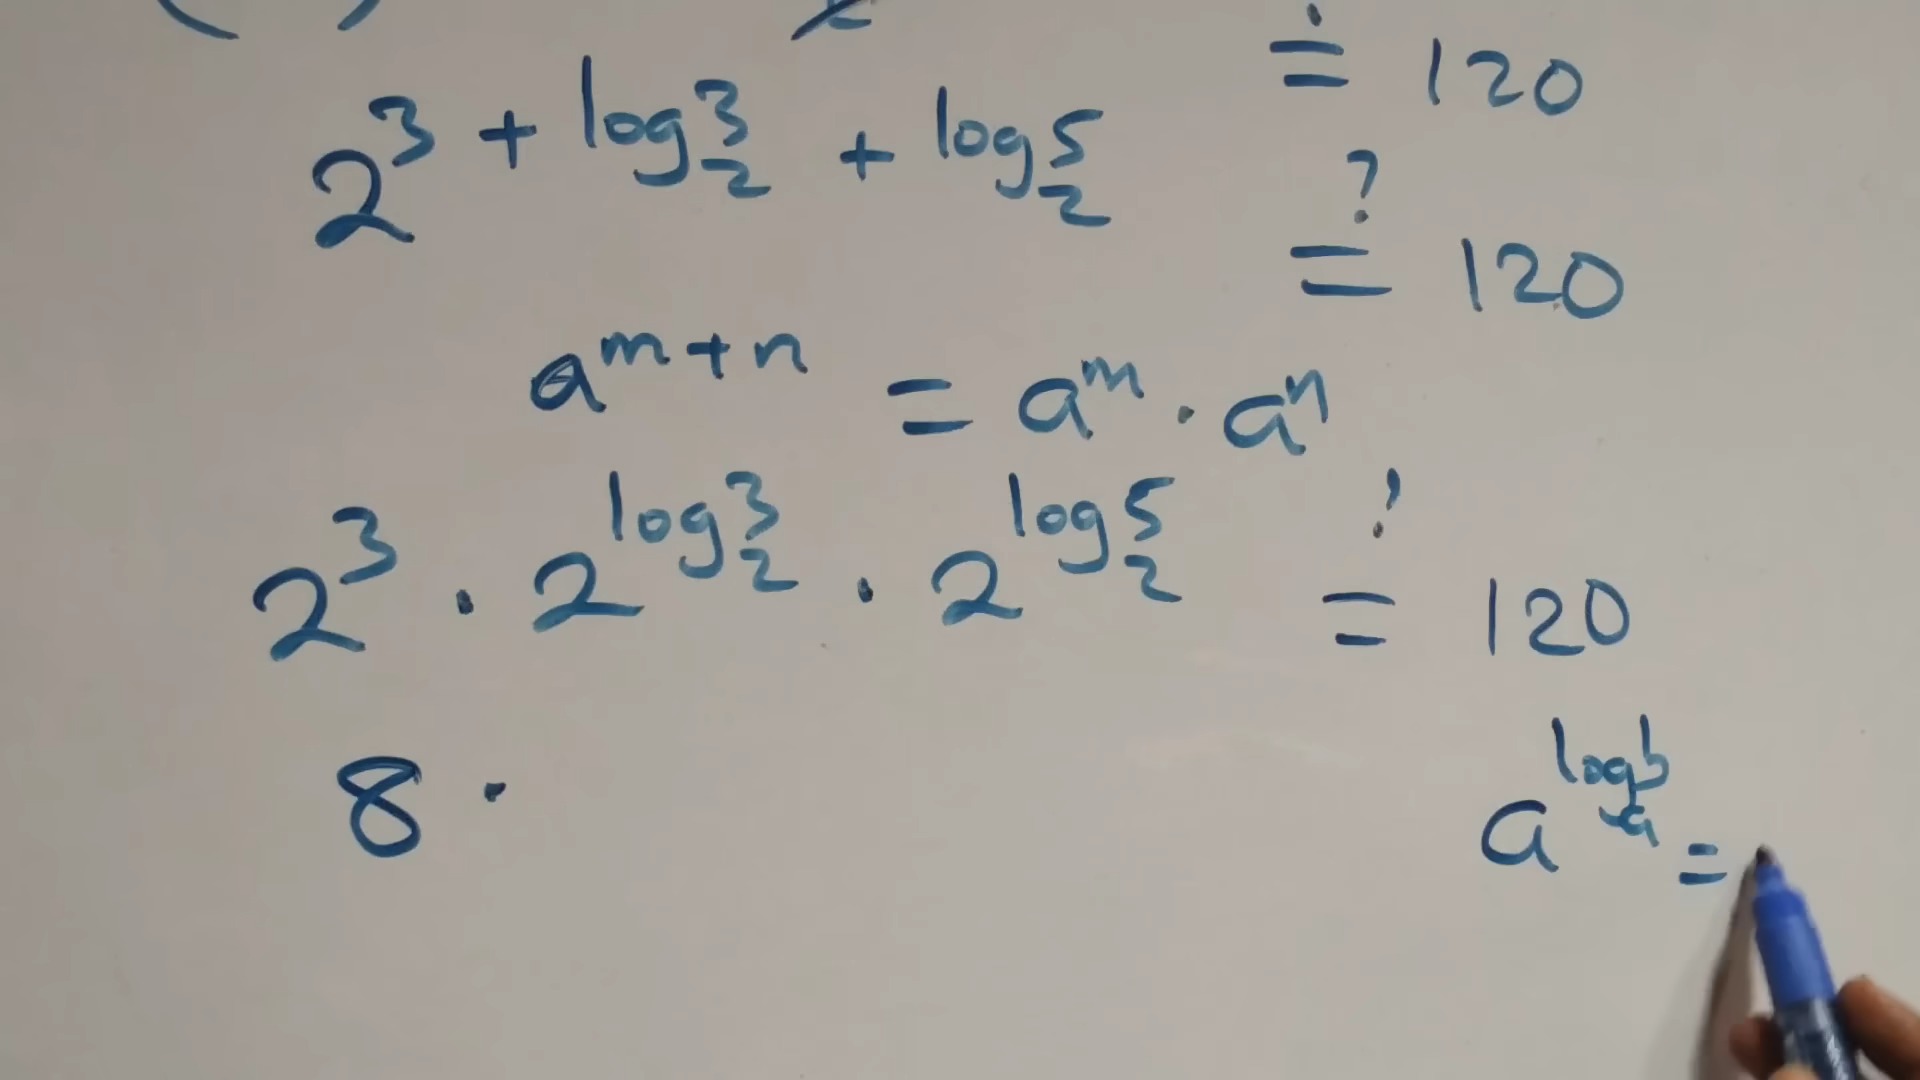 = 120
2³ + log₂3 + log₂5 ?= 120
a^(m+n) = a^m · a^n
2³ · 2^(log₂3) · 2^(log₂5) ?= 120
8 ·
a^(logₐb) =